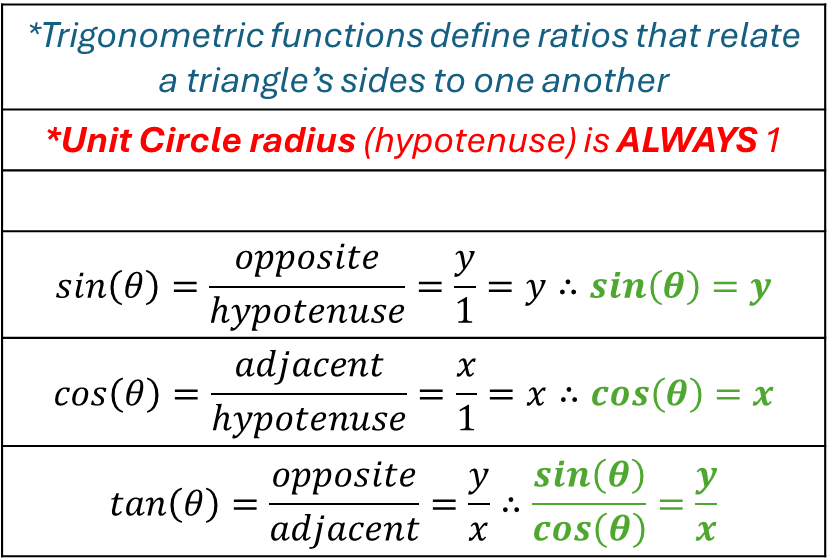 *Trigonometric functions define ratios that relate
a triangle's sides to one another
*Unit Circle radius (hypotenuse) is ALWAYS 1
sin(θ) = opposite/hypotenuse = y/1 = y ∴ sin(θ) = y
cos(θ) = adjacent/hypotenuse = x/1 = x ∴ cos(θ) = x
tan(θ) = opposite/adjacent = y/x ∴ sin(θ)/cos(θ) = y/x